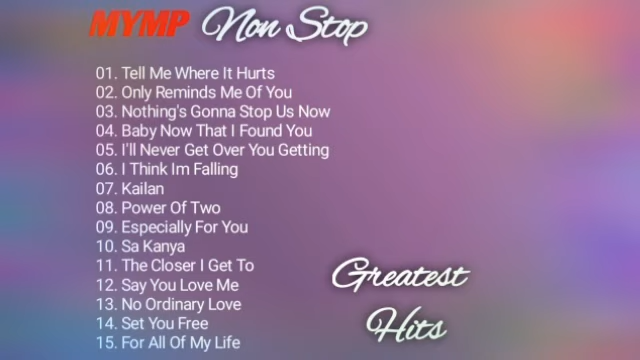 MYMP Non Stop
01. Tell Me Where It Hurts
02. Only Reminds Me Of You
03. Nothing's Gonna Stop Us Now
04. Baby Now That I Found You
05. I'll Never Get Over You Getting
06. I Think Im Falling
07. Kailan
08. Power Of Two
09. Especially For You
10. Sa Kanya
11. The Closer I Get To
12. Say You Love Me
13. No Ordinary Love
14. Set You Free
15. For All Of My Life
Greatest
Hits